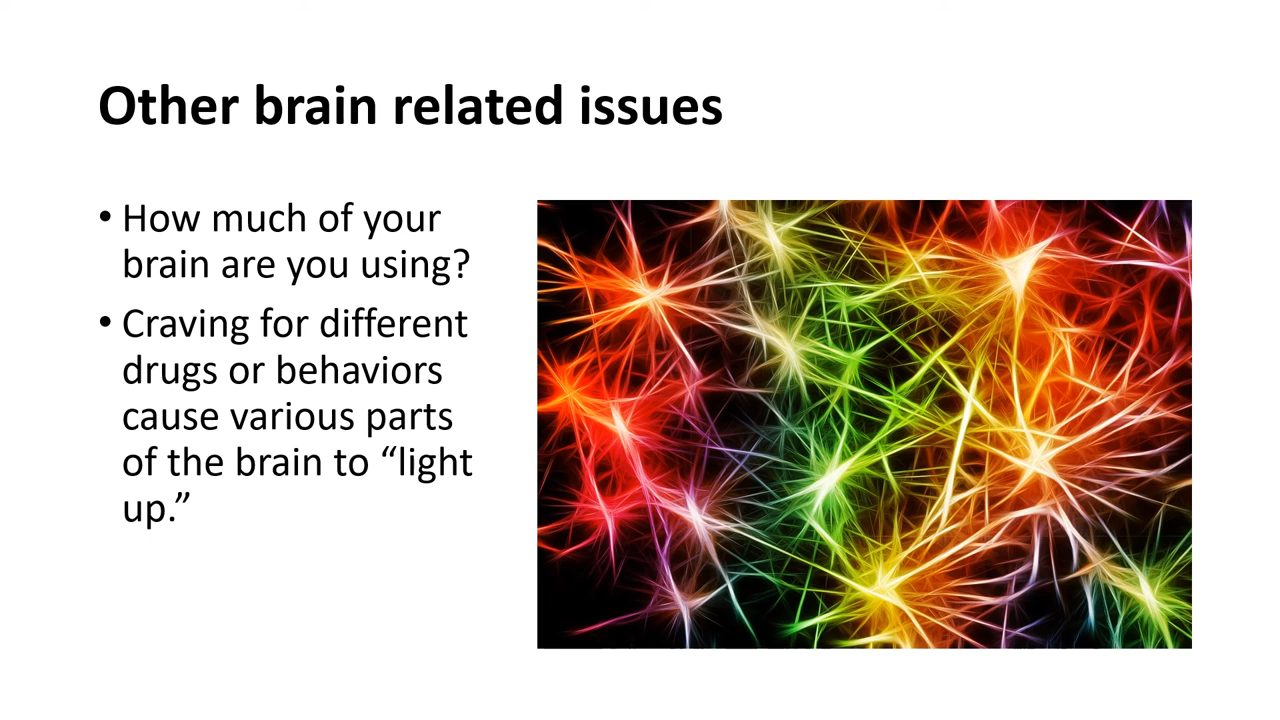 Other brain related issues
• How much of your
brain are you using?
• Craving for different
drugs or behaviors
cause various parts
of the brain to “light
up.”